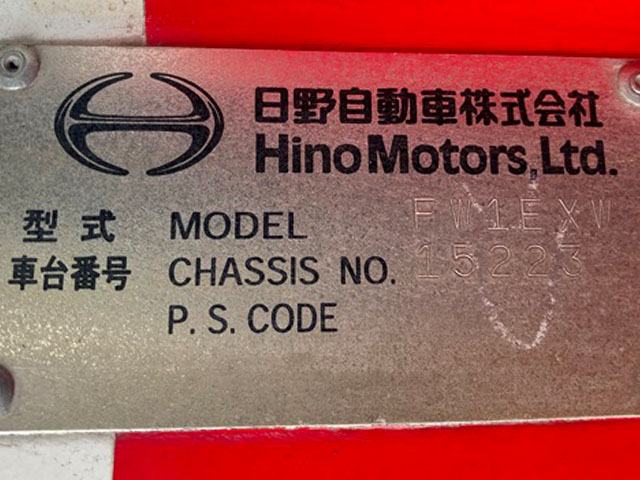 日野自動車株式会社
Hino Motors, Ltd.
型式 MODEL FW1EXW
車台番号 CHASSIS NO. 15223
P. S. CODE